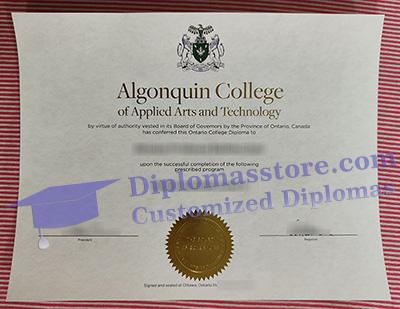 Algonquin College
of Applied Arts and Technology
by virtue of authority vested in its Board of Governors by the Province of Ontario, Canada
has conferred this Ontario College Diploma to
upon the successful completion of the following
prescribed program
Diplomasstore.com
Customized Diplomas
President
Registrar
Signed and sealed at Ottawa, Ontario